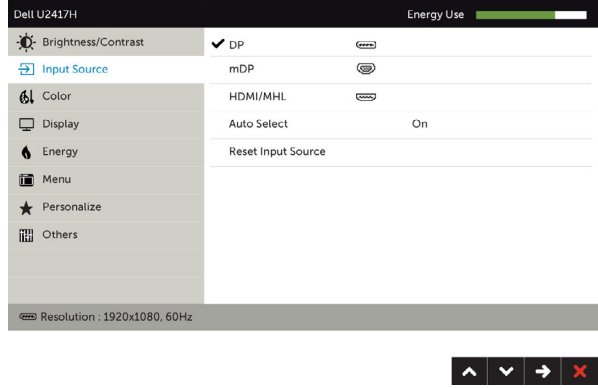 Dell U2417H Energy Use
Brightness/Contrast
Input Source
Color
Display
Energy
Menu
Personalize
Others
DP
mDP
HDMI/MHL
Auto Select On
Reset Input Source
Resolution : 1920x1080, 60Hz